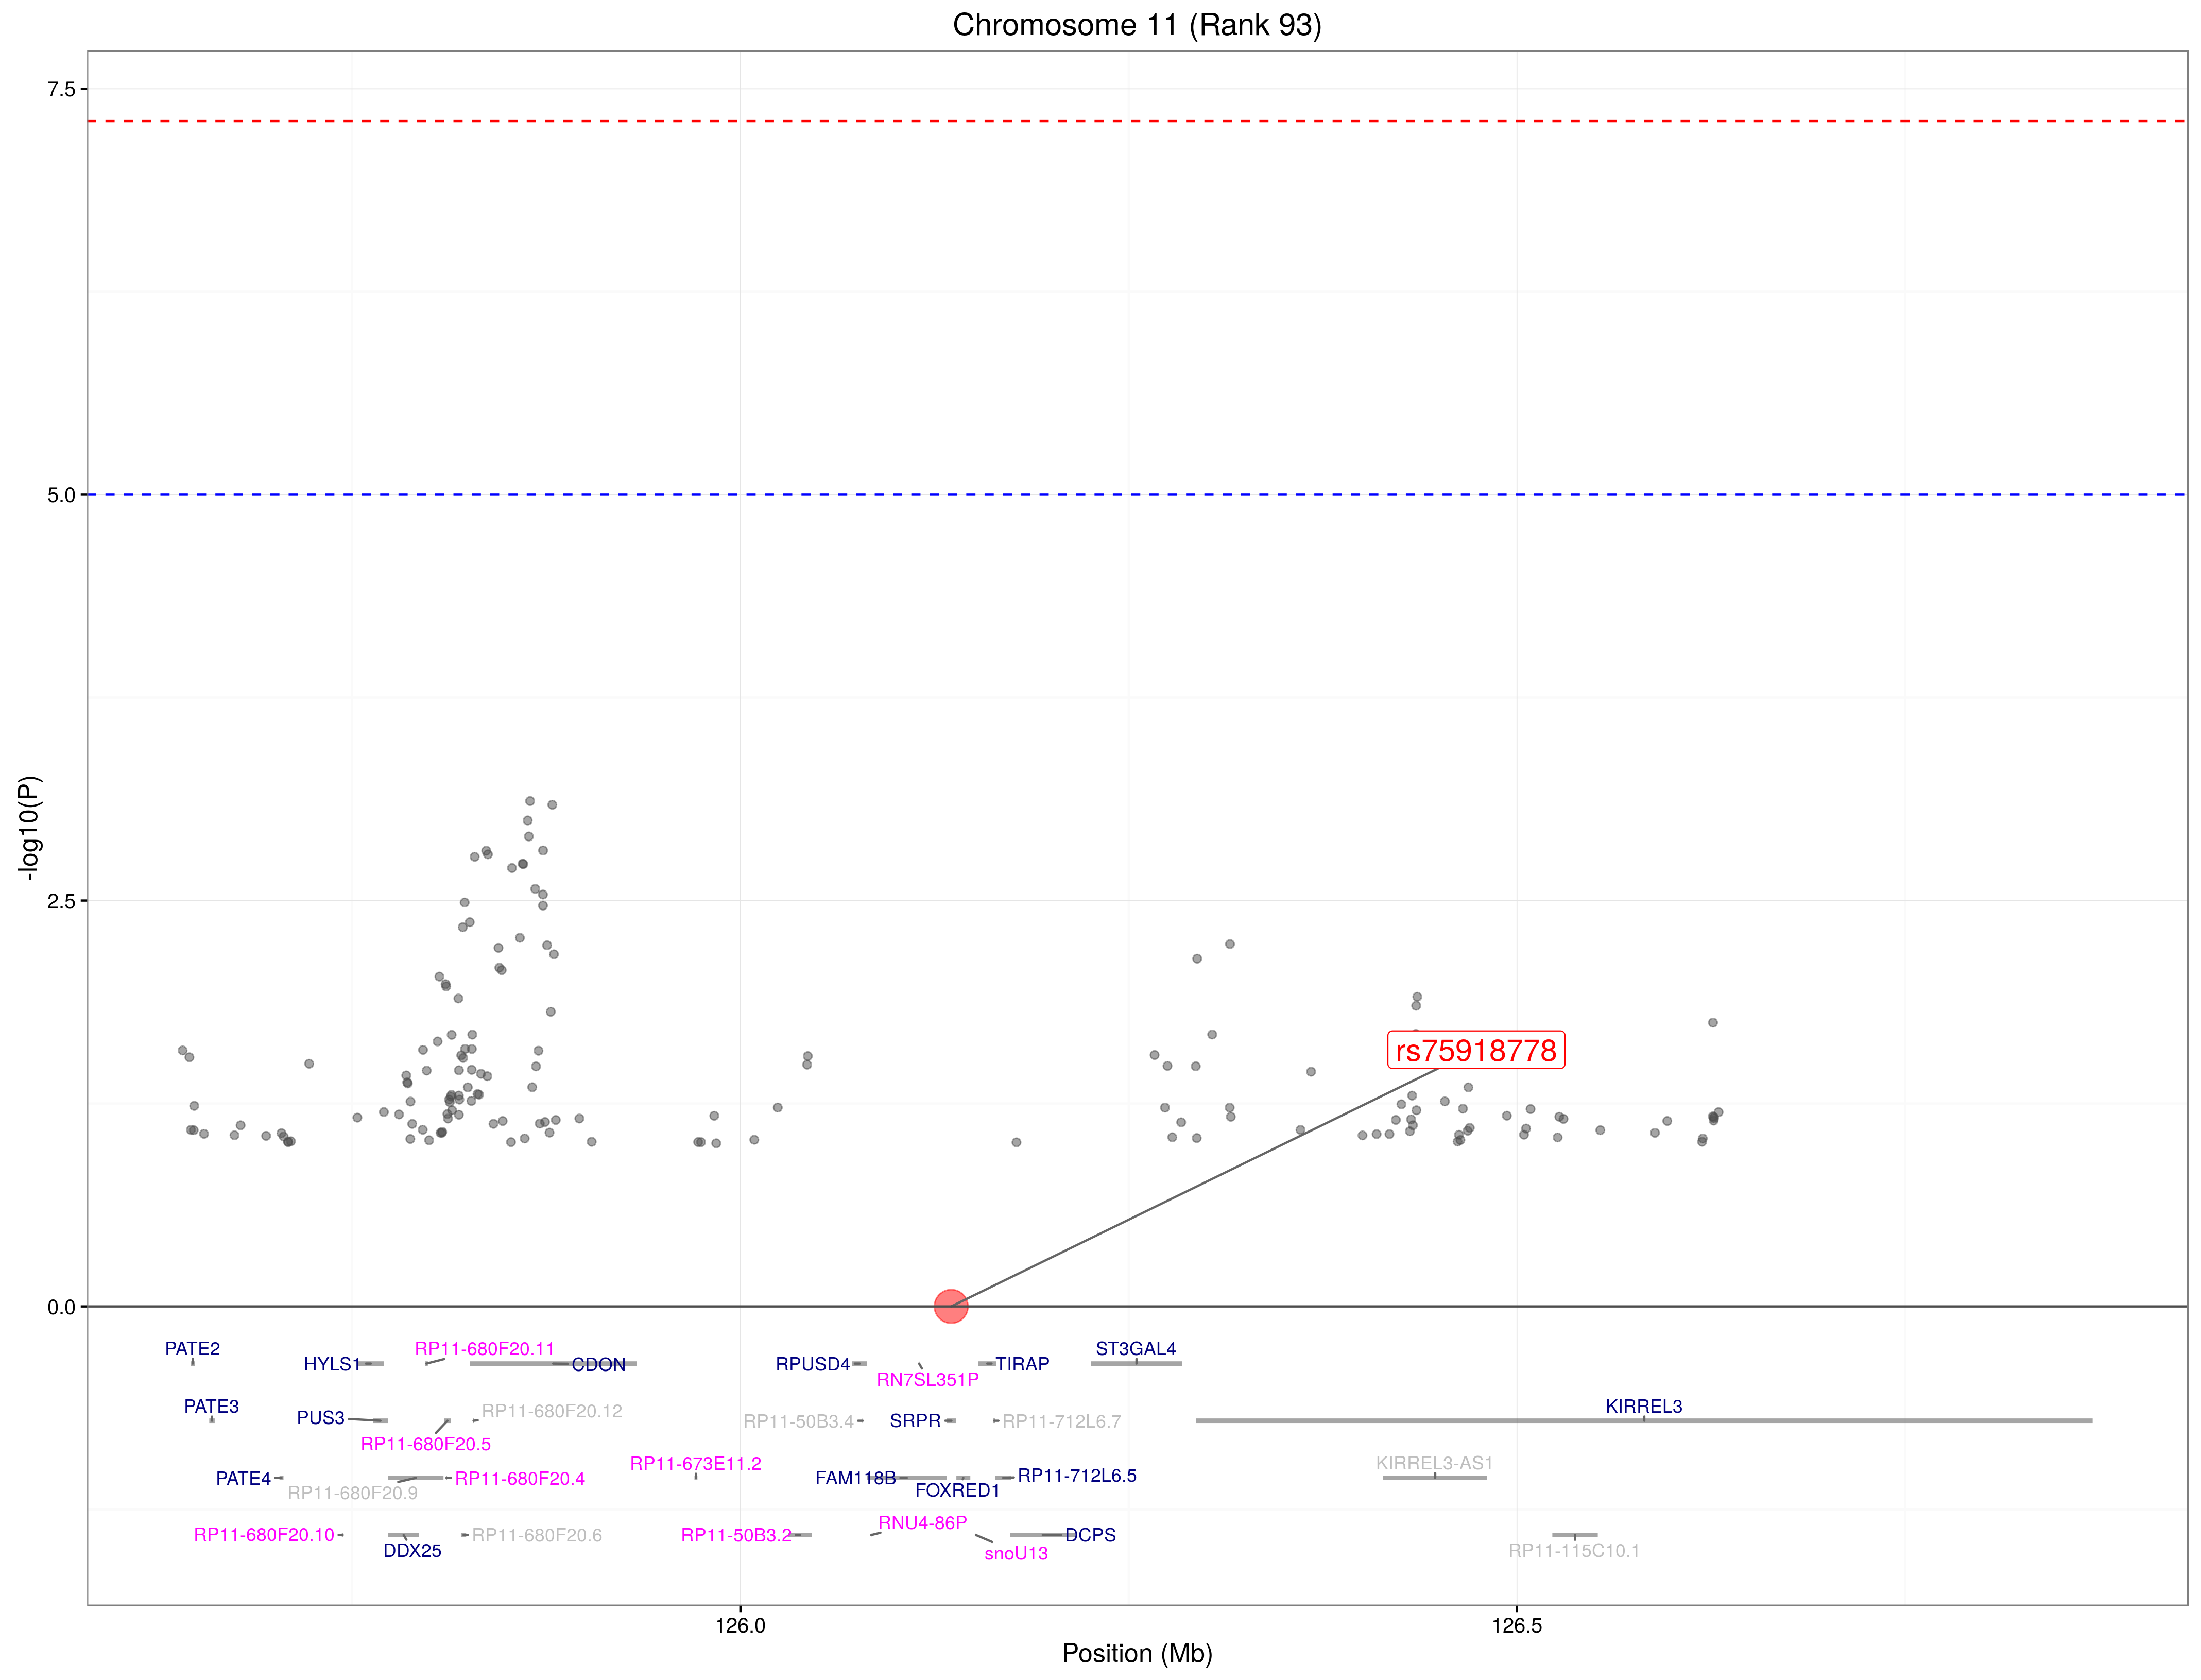 Chromosome 11 (Rank 93)
7.5
5.0
2.5
0.0
-log10(P)
rs75918778
PATE2
HYLS1
RP11-680F20.11
CDON
RPUSD4
RN7SL351P
TIRAP
ST3GAL4
PATE3
PUS3
RP11-680F20.12
RP11-680F20.5
RP11-50B3.4
SRPR
RP11-712L6.7
KIRREL3
PATE4
RP11-680F20.9
RP11-680F20.4
RP11-673E11.2
FAM118B
FOXRED1
RP11-712L6.5
KIRREL3-AS1
RP11-680F20.10
DDX25
RP11-680F20.6
RP11-50B3.2
RNU4-86P
snoU13
DCPS
RP11-115C10.1
126.0
126.5
Position (Mb)